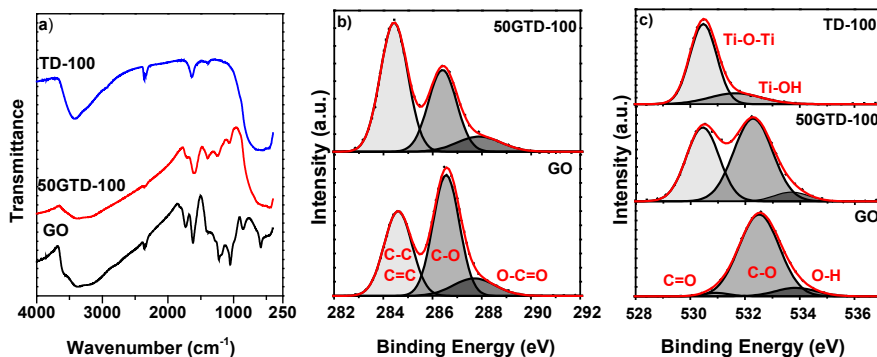 a)
TD-100
50GTD-100
GO
Transmittance
4000
3000
2000
1000
250
Wavenumber (cm⁻¹)
b)
50GTD-100
GO
C-C
C=C
C-O
O-C=O
Intensity (a.u.)
282
284
286
288
290
292
Binding Energy (eV)
c)
TD-100
Ti-O-Ti
Ti-OH
50GTD-100
GO
C=O
C-O
O-H
Intensity (a.u.)
528
530
532
534
536
Binding Energy (eV)